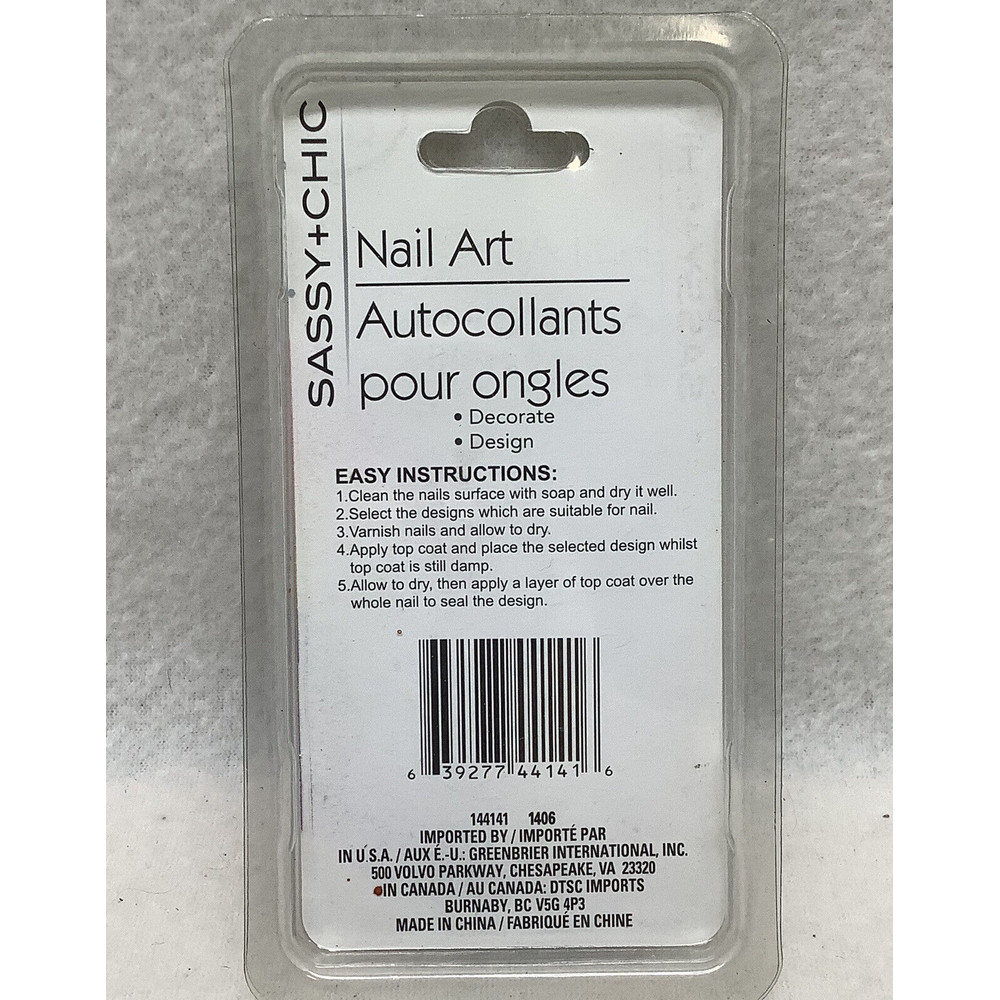 SASSY+CHIC
Nail Art
Autocollants
pour ongles
• Decorate
• Design
EASY INSTRUCTIONS:
1.Clean the nails surface with soap and dry it well.
2.Select the designs which are suitable for nail.
3.Varnish nails and allow to dry.
4.Apply top coat and place the selected design whilst
top coat is still damp.
5.Allow to dry, then apply a layer of top coat over the
whole nail to seal the design.
6 39277 44141 6
144141 1406
IMPORTED BY / IMPORTÉ PAR
IN U.S.A. / AUX É.-U.: GREENBRIER INTERNATIONAL, INC.
500 VOLVO PARKWAY, CHESAPEAKE, VA 23320
IN CANADA / AU CANADA: DTSC IMPORTS
BURNABY, BC V5G 4P3
MADE IN CHINA / FABRIQUÉ EN CHINE